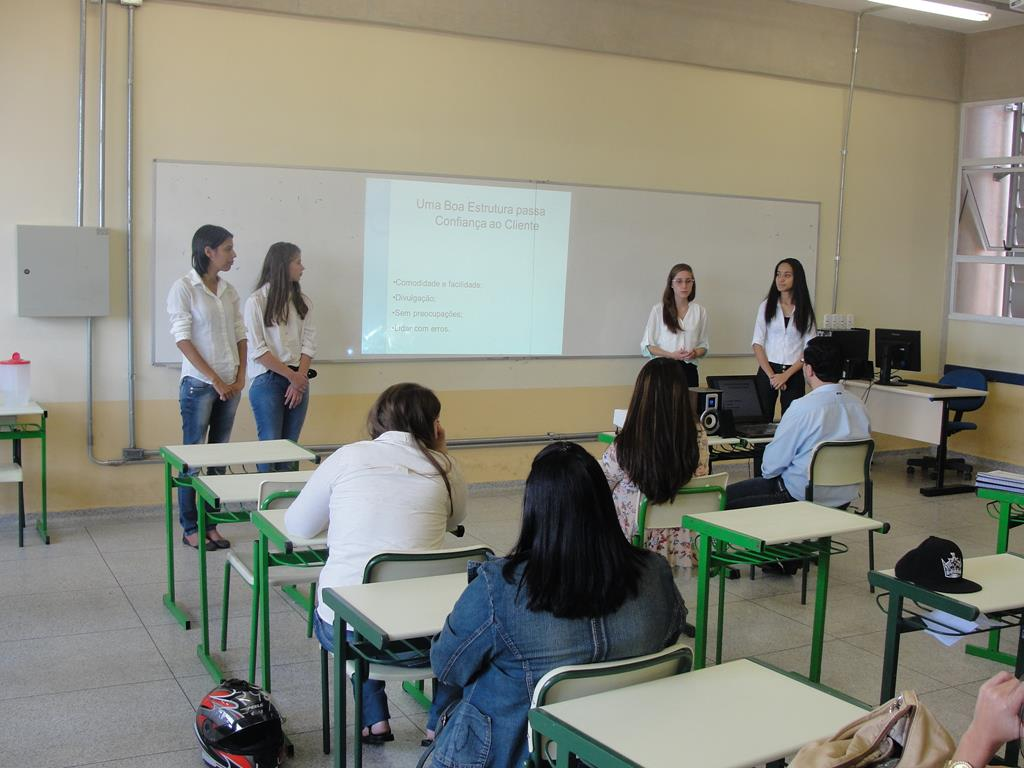 Uma Boa Estrutura passa
Confiança ao Cliente
•Comodidade e facilidade;
•Divulgação;
•Sem preocupações;
•Lidar com erros.